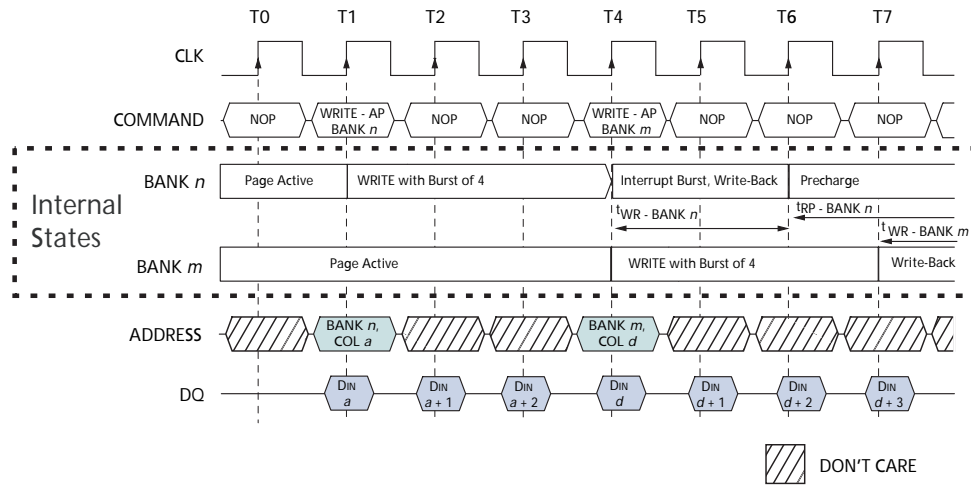 T0 T1 T2 T3 T4 T5 T6 T7
CLK
COMMAND NOP WRITE - AP BANK n NOP NOP WRITE - AP BANK m NOP NOP NOP
BANK n Page Active WRITE with Burst of 4 Interrupt Burst, Write-Back Precharge
Internal States
tWR - BANK n tRP - BANK n
tWR - BANK m
BANK m Page Active WRITE with Burst of 4 Write-Back
ADDRESS BANK n, COL a BANK m, COL d
DQ DIN a DIN a + 1 DIN a + 2 DIN d DIN d + 1 DIN d + 2 DIN d + 3
DON'T CARE